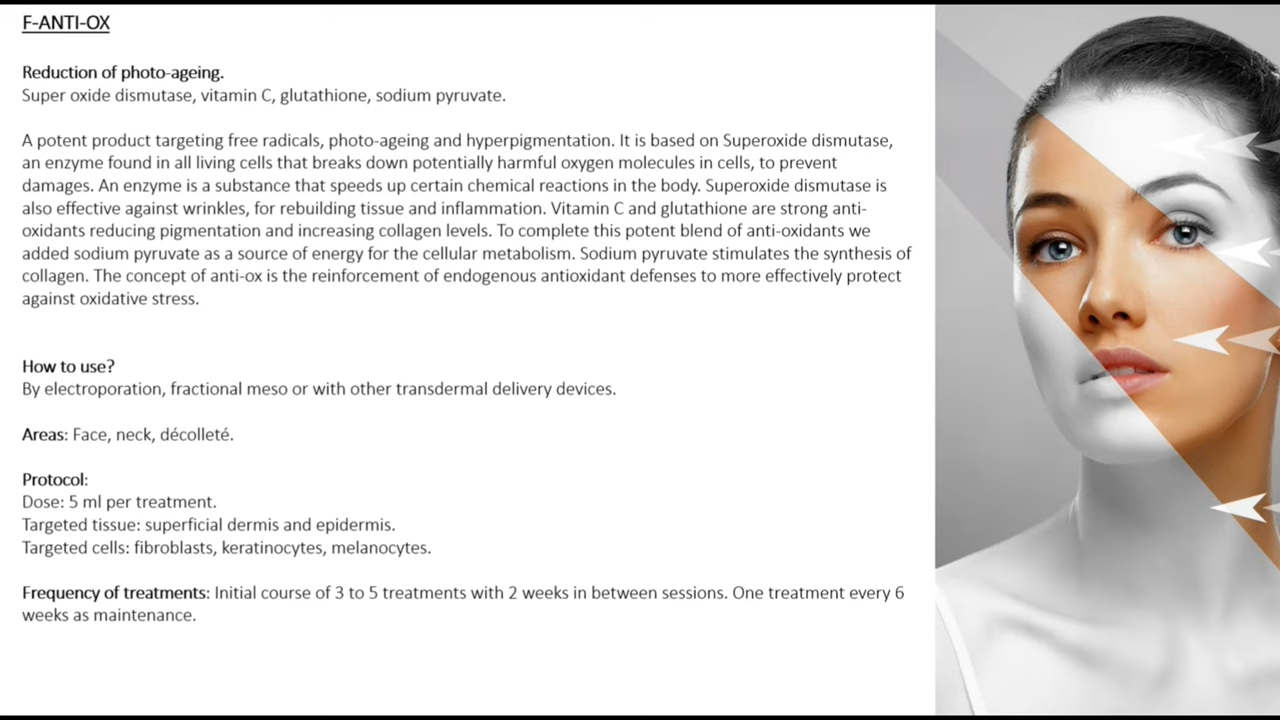 F-ANTI-OX
Reduction of photo-ageing.
Super oxide dismutase, vitamin C, glutathione, sodium pyruvate.
A potent product targeting free radicals, photo-ageing and hyperpigmentation. It is based on Superoxide dismutase,
an enzyme found in all living cells that breaks down potentially harmful oxygen molecules in cells, to prevent
damages. An enzyme is a substance that speeds up certain chemical reactions in the body. Superoxide dismutase is
also effective against wrinkles, for rebuilding tissue and inflammation. Vitamin C and glutathione are strong anti-
oxidants reducing pigmentation and increasing collagen levels. To complete this potent blend of anti-oxidants we
added sodium pyruvate as a source of energy for the cellular metabolism. Sodium pyruvate stimulates the synthesis of
collagen. The concept of anti-ox is the reinforcement of endogenous antioxidant defenses to more effectively protect
against oxidative stress.
How to use?
By electroporation, fractional meso or with other transdermal delivery devices.
Areas: Face, neck, décolleté.
Protocol:
Dose: 5 ml per treatment.
Targeted tissue: superficial dermis and epidermis.
Targeted cells: fibroblasts, keratinocytes, melanocytes.
Frequency of treatments: Initial course of 3 to 5 treatments with 2 weeks in between sessions. One treatment every 6
weeks as maintenance.